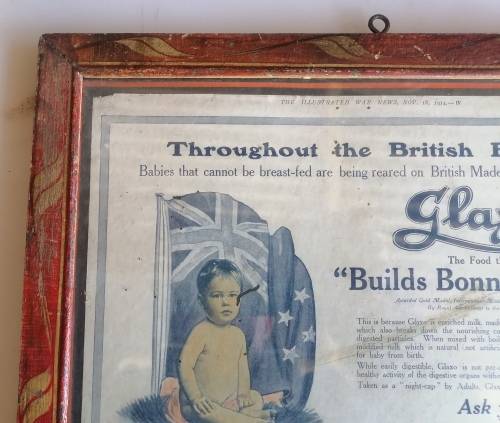 THE ILLUSTRATED WAR NEWS, NOV. 18, 1914.—IV
Throughout the British E
Babies that cannot be breast-fed are being reared on British Made
Glax
The Food t
“Builds Bonn
This is because Glaxo is enriched milk, made
which also breaks down the nourishing
digested particles. When mixed with boil
modified milk which is natural not artific
for baby from birth.
While easily digestible, Glaxo is not pre-d
healthy activity of the digestive organs with
Taken as a "night-cap" by Adults, Glax
Ask